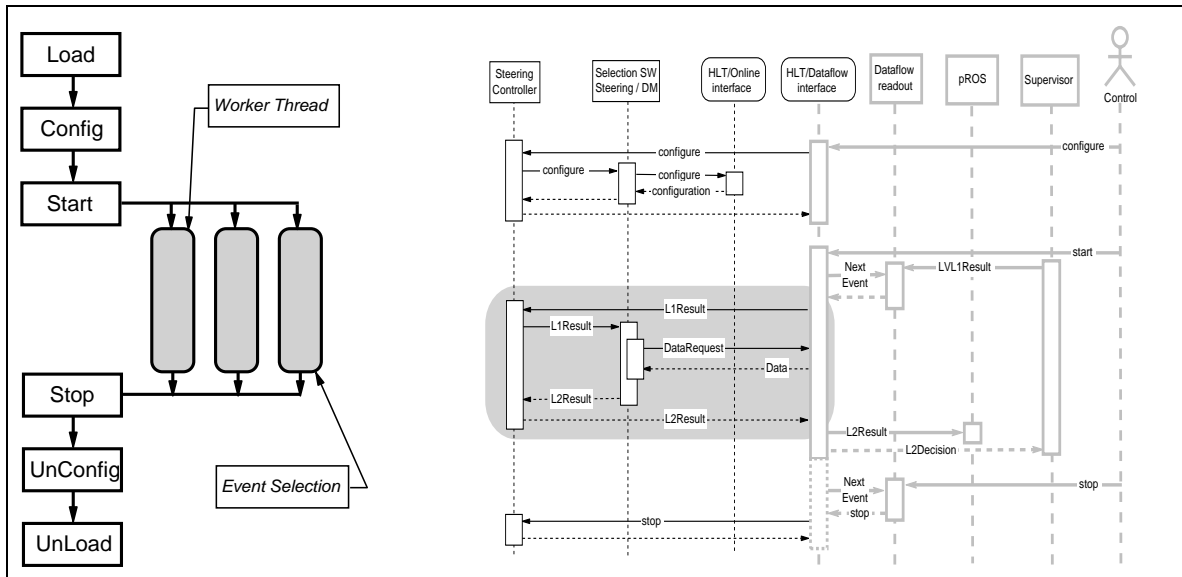 Load
Config
Start
Stop
UnConfig
UnLoad
Worker Thread
Event Selection
Steering
Controller
Selection SW
Steering / DM
HLT/Online
interface
HLT/Dataflow
interface
Dataflow
readout
pROS
Supervisor
Control
configure
configure
configure
configure
configuration
start
Next
Event
LVL1Result
L1Result
L1Result
DataRequest
Data
L2Result
L2Result
L2Result
L2Decision
Next
Event
stop
stop
stop